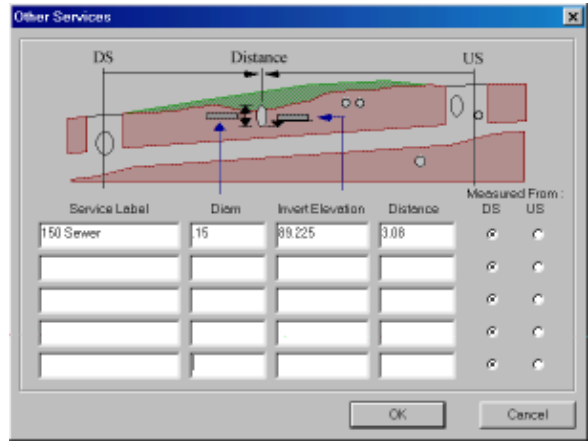 Other Services
DS Distance US
Measured From :
Service Label Diam Invert Elevation Distance DS US
150 Sewer .15 89.225 3.08
OK Cancel